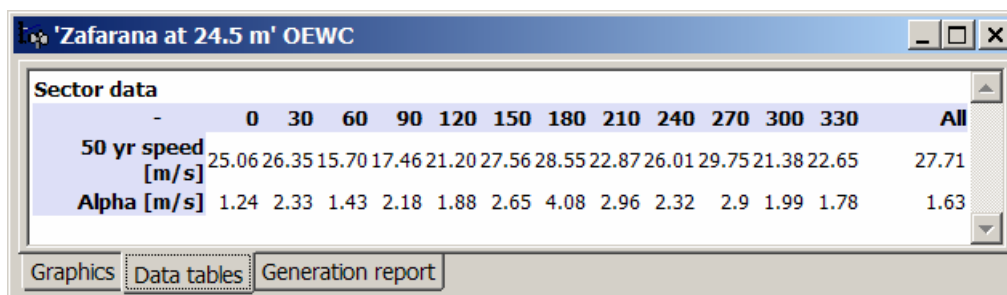 'Zafarana at 24.5 m' OEWC
Sector data
- 0 30 60 90 120 150 180 210 240 270 300 330 All
50 yr speed
[m/s] 25.06 26.35 15.70 17.46 21.20 27.56 28.55 22.87 26.01 29.75 21.38 22.65 27.71
Alpha [m/s] 1.24 2.33 1.43 2.18 1.88 2.65 4.08 2.96 2.32 2.9 1.99 1.78 1.63
Graphics Data tables Generation report